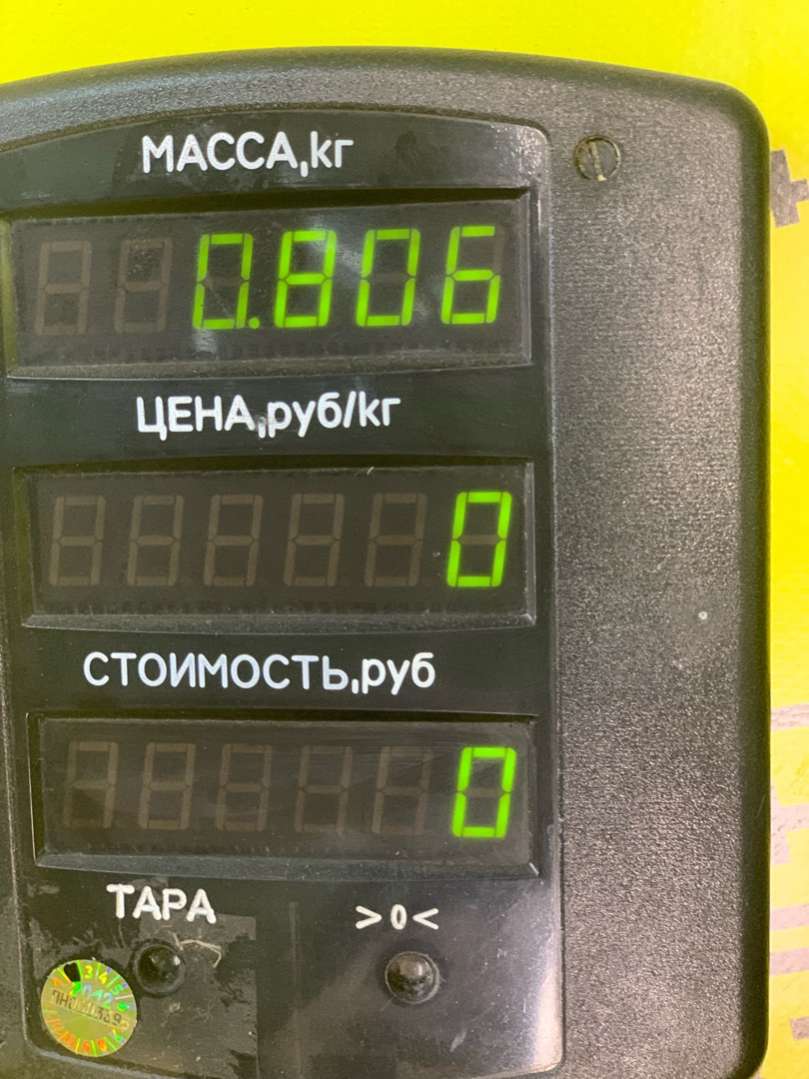 МАССА,кг
0.806
ЦЕНА,руб/кг
0
СТОИМОСТЬ,руб
0
ТАРА >0<